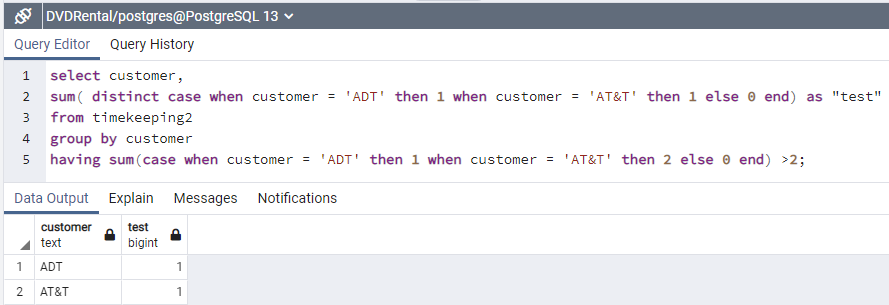 DVDRental/postgres@PostgreSQL 13
Query Editor Query History
1 select customer,
2 sum( distinct case when customer = 'ADT' then 1 when customer = 'AT&T' then 1 else 0 end) as "test"
3 from timekeeping2
4 group by customer
5 having sum(case when customer = 'ADT' then 1 when customer = 'AT&T' then 2 else 0 end) >2;
Data Output Explain Messages Notifications
customer test
text bigint
1 ADT 1
2 AT&T 1